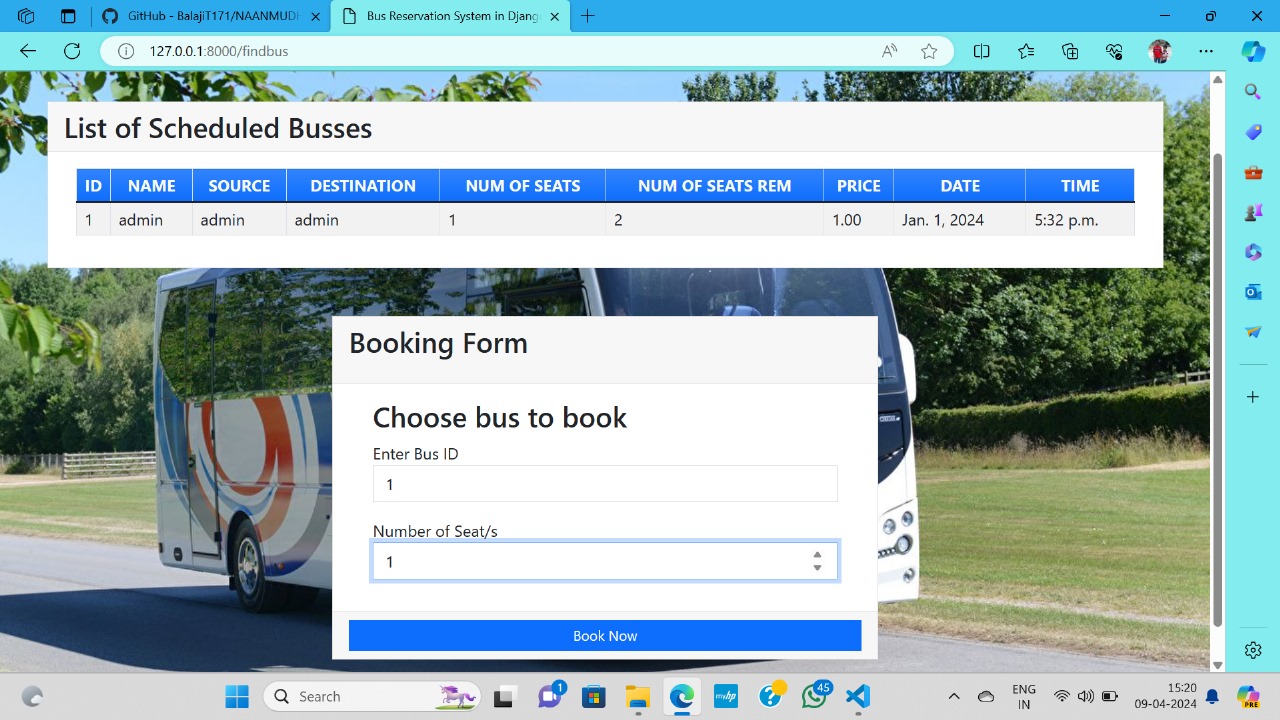 GitHub - BalajiT171/NAANMUDH
Bus Reservation System in Djang
127.0.0.1:8000/findbus
List of Scheduled Busses
ID NAME SOURCE DESTINATION NUM OF SEATS NUM OF SEATS REM PRICE DATE TIME
1 admin admin admin 1 2 1.00 Jan. 1, 2024 5:32 p.m.
Booking Form
Choose bus to book
Enter Bus ID
1
Number of Seat/s
1
Book Now
Search
1
myhp
45
ENG
IN
15:20
09-04-2024
PRE